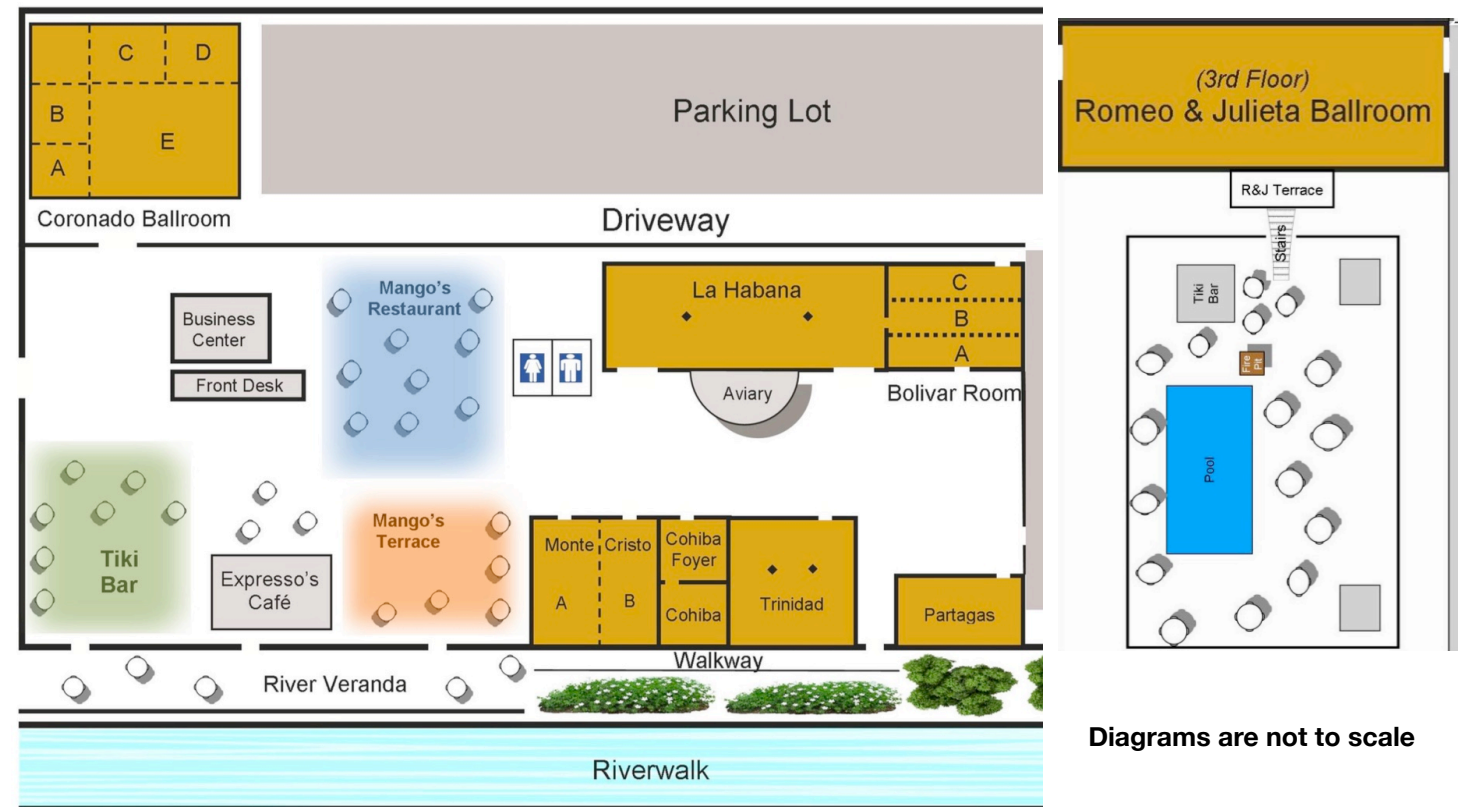 C
D
B
E
A
Coronado Ballroom
Parking Lot
Driveway
Business
Center
Front Desk
Mango's
Restaurant
La Habana
Aviary
C
B
A
Bolivar Room
Tiki
Bar
Expresso's
Café
Mango's
Terrace
Monte
Cristo
A
B
Cohiba
Foyer
Cohiba
Trinidad
Partagas
River Veranda
Walkway
Riverwalk
(3rd Floor)
Romeo & Julieta Ballroom
R&J Terrace
Stairs
Tiki
Bar
Fire
Pit
Pool
Diagrams are not to scale